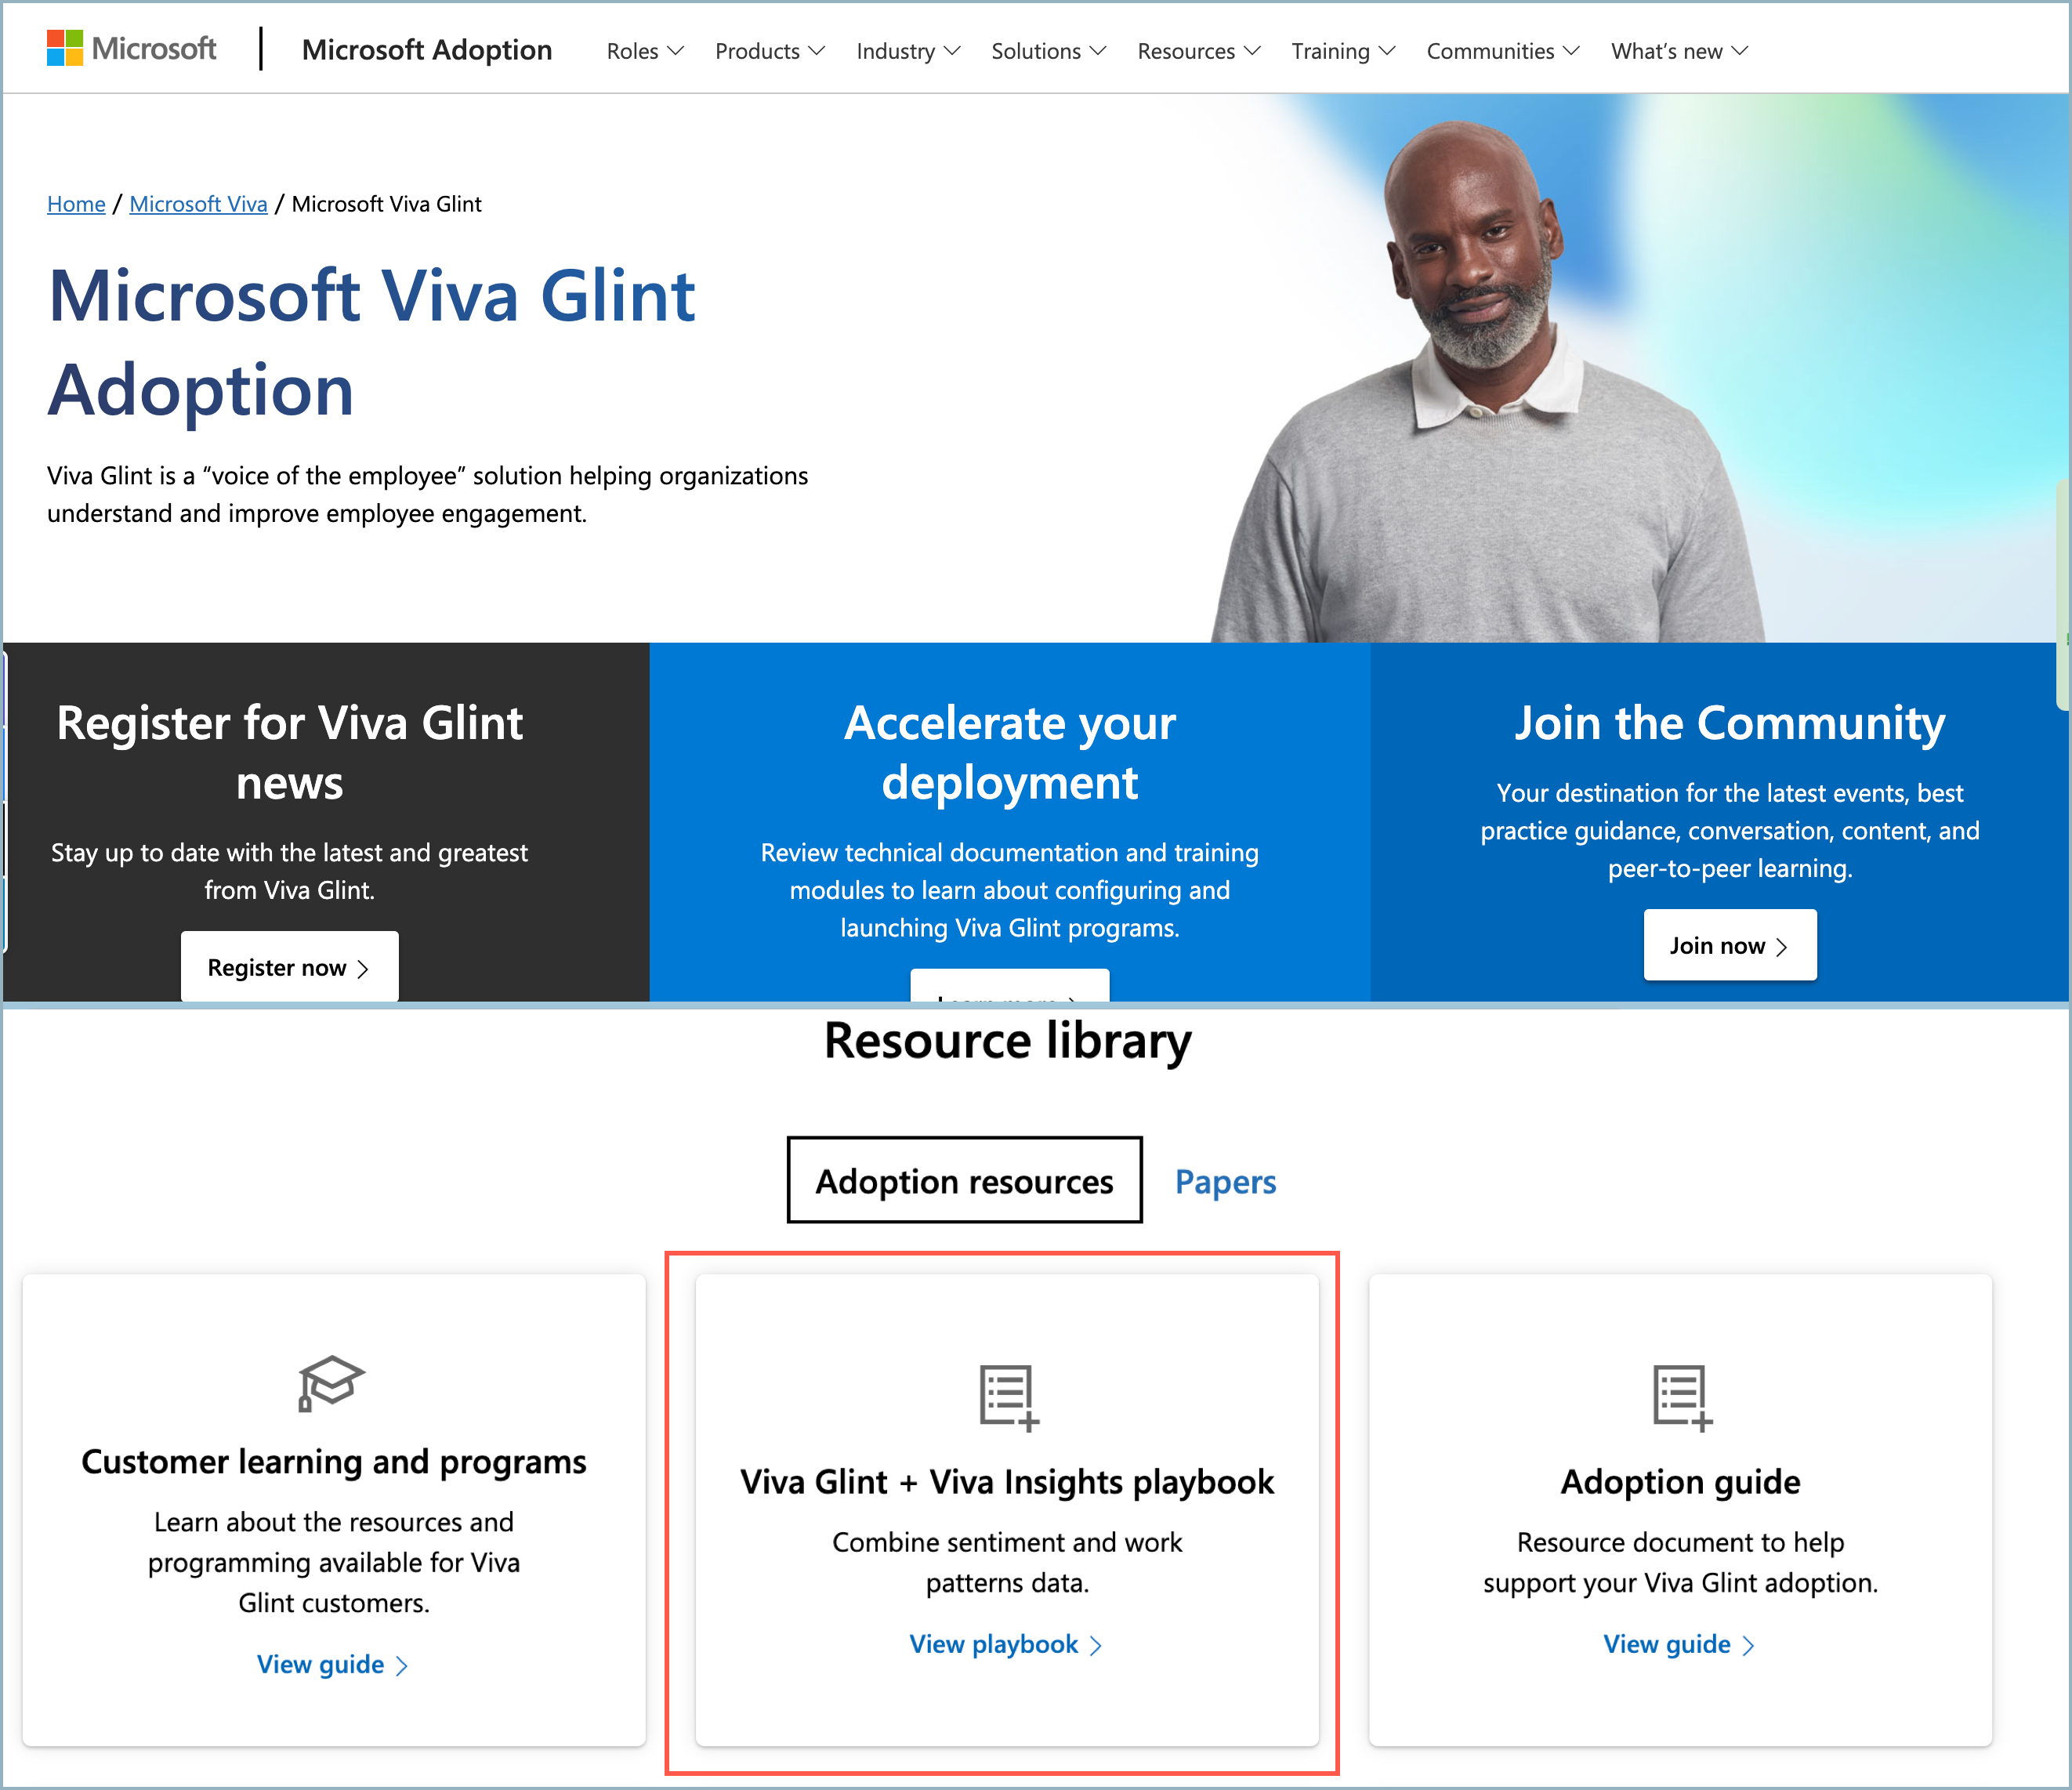 Microsoft
Microsoft Adoption
Roles
Products
Industry
Solutions
Resources
Training
Communities
What's new
Home / Microsoft Viva / Microsoft Viva Glint
Microsoft Viva Glint
Adoption
Viva Glint is a “voice of the employee” solution helping organizations
understand and improve employee engagement.
Register for Viva Glint
news
Stay up to date with the latest and greatest
from Viva Glint.
Register now
Accelerate your
deployment
Review technical documentation and training
modules to learn about configuring and
launching Viva Glint programs.
Learn more
Join the Community
Your destination for the latest events, best
practice guidance, conversation, content, and
peer-to-peer learning.
Join now
Resource library
Adoption resources
Papers
Customer learning and programs
Learn about the resources and
programming available for Viva
Glint customers.
View guide
Viva Glint + Viva Insights playbook
Combine sentiment and work
patterns data.
View playbook
Adoption guide
Resource document to help
support your Viva Glint adoption.
View guide